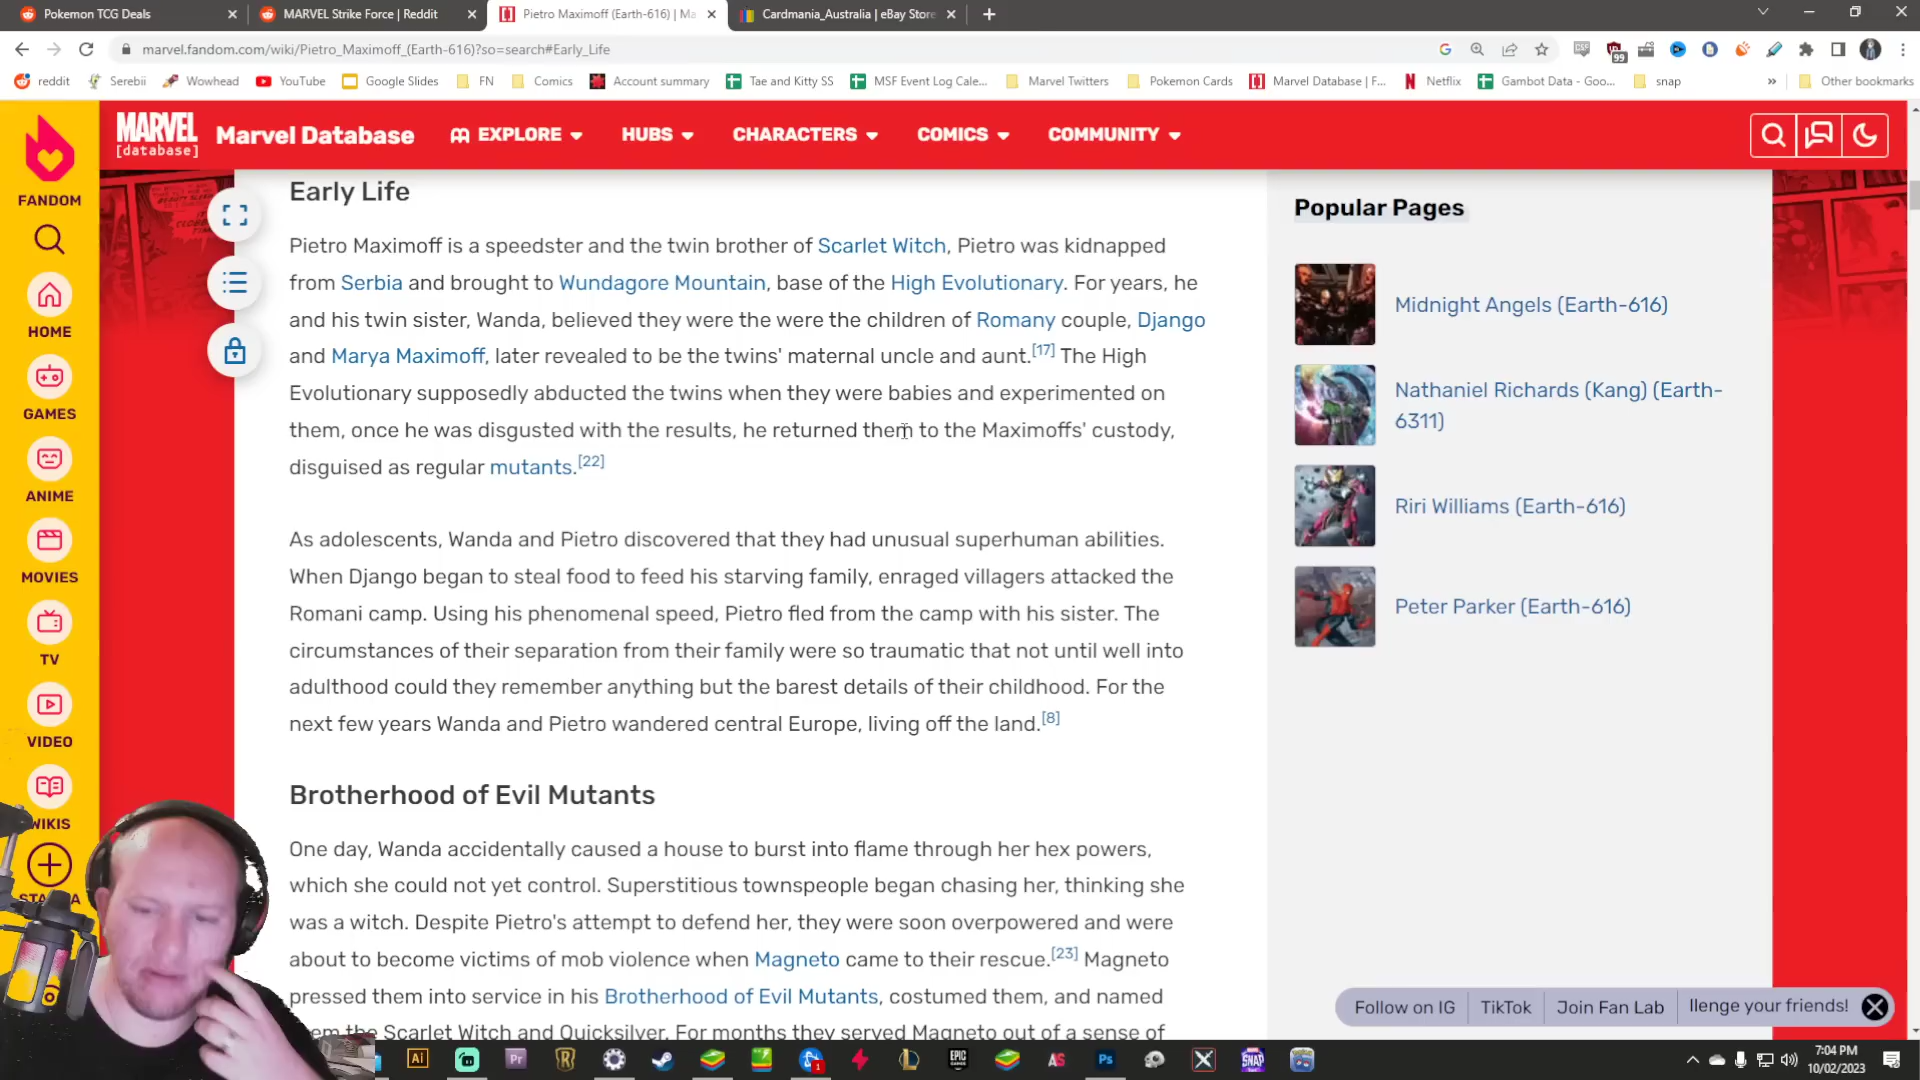 Pokemon TCG Deals
MARVEL Strike Force | Reddit
Pietro Maximoff (Earth-616) | Ma
Cardmania_Australia | eBay Store
marvel.fandom.com/wiki/Pietro_Maximoff_(Earth-616)?so=search#Early_Life
reddit
Serebii
Wowhead
YouTube
Google Slides
FN
Comics
Account summary
Tae and Kitty SS
MSF Event Log Cale...
Marvel Twitters
Pokemon Cards
Marvel Database | F...
Netflix
Gambot Data - Goo...
snap
Other bookmarks
MARVEL
[database]
Marvel Database
EXPLORE
HUBS
CHARACTERS
COMICS
COMMUNITY
FANDOM
HOME
GAMES
ANIME
MOVIES
TV
VIDEO
WIKIS
Early Life
Pietro Maximoff is a speedster and the twin brother of Scarlet Witch, Pietro was kidnapped
from Serbia and brought to Wundagore Mountain, base of the High Evolutionary. For years, he
and his twin sister, Wanda, believed they were the were the children of Romany couple, Django
and Marya Maximoff, later revealed to be the twins' maternal uncle and aunt.[17] The High
Evolutionary supposedly abducted the twins when they were babies and experimented on
them, once he was disgusted with the results, he returned them to the Maximoffs' custody,
disguised as regular mutants.[22]
As adolescents, Wanda and Pietro discovered that they had unusual superhuman abilities.
When Django began to steal food to feed his starving family, enraged villagers attacked the
Romani camp. Using his phenomenal speed, Pietro fled from the camp with his sister. The
circumstances of their separation from their family were so traumatic that not until well into
adulthood could they remember anything but the barest details of their childhood. For the
next few years Wanda and Pietro wandered central Europe, living off the land.[8]
Brotherhood of Evil Mutants
One day, Wanda accidentally caused a house to burst into flame through her hex powers,
which she could not yet control. Superstitious townspeople began chasing her, thinking she
was a witch. Despite Pietro's attempt to defend her, they were soon overpowered and were
about to become victims of mob violence when Magneto came to their rescue.[23] Magneto
pressed them into service in his Brotherhood of Evil Mutants, costumed them, and named
the Scarlet Witch and Quicksilver. For months they served Magneto out of a sense of
Popular Pages
Midnight Angels (Earth-616)
Nathaniel Richards (Kang) (Earth-
6311)
Riri Williams (Earth-616)
Peter Parker (Earth-616)
Follow on IG
TikTok
Join Fan Lab
llenge your friends!
7:04 PM
10/02/2023